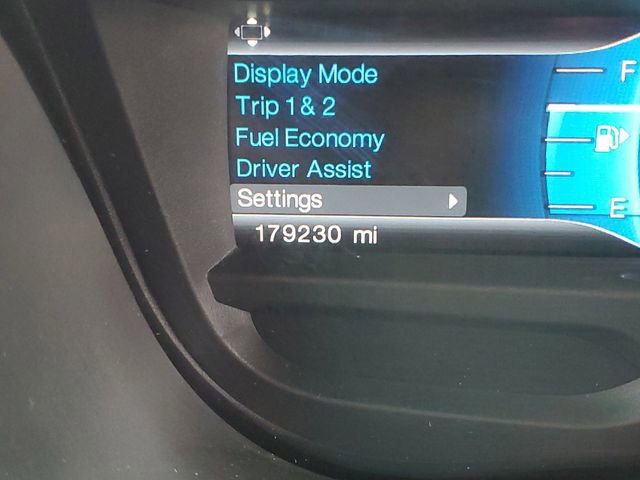 Display Mode
F
Trip 1 & 2
Fuel Economy
Driver Assist
Settings
E
179230 mi